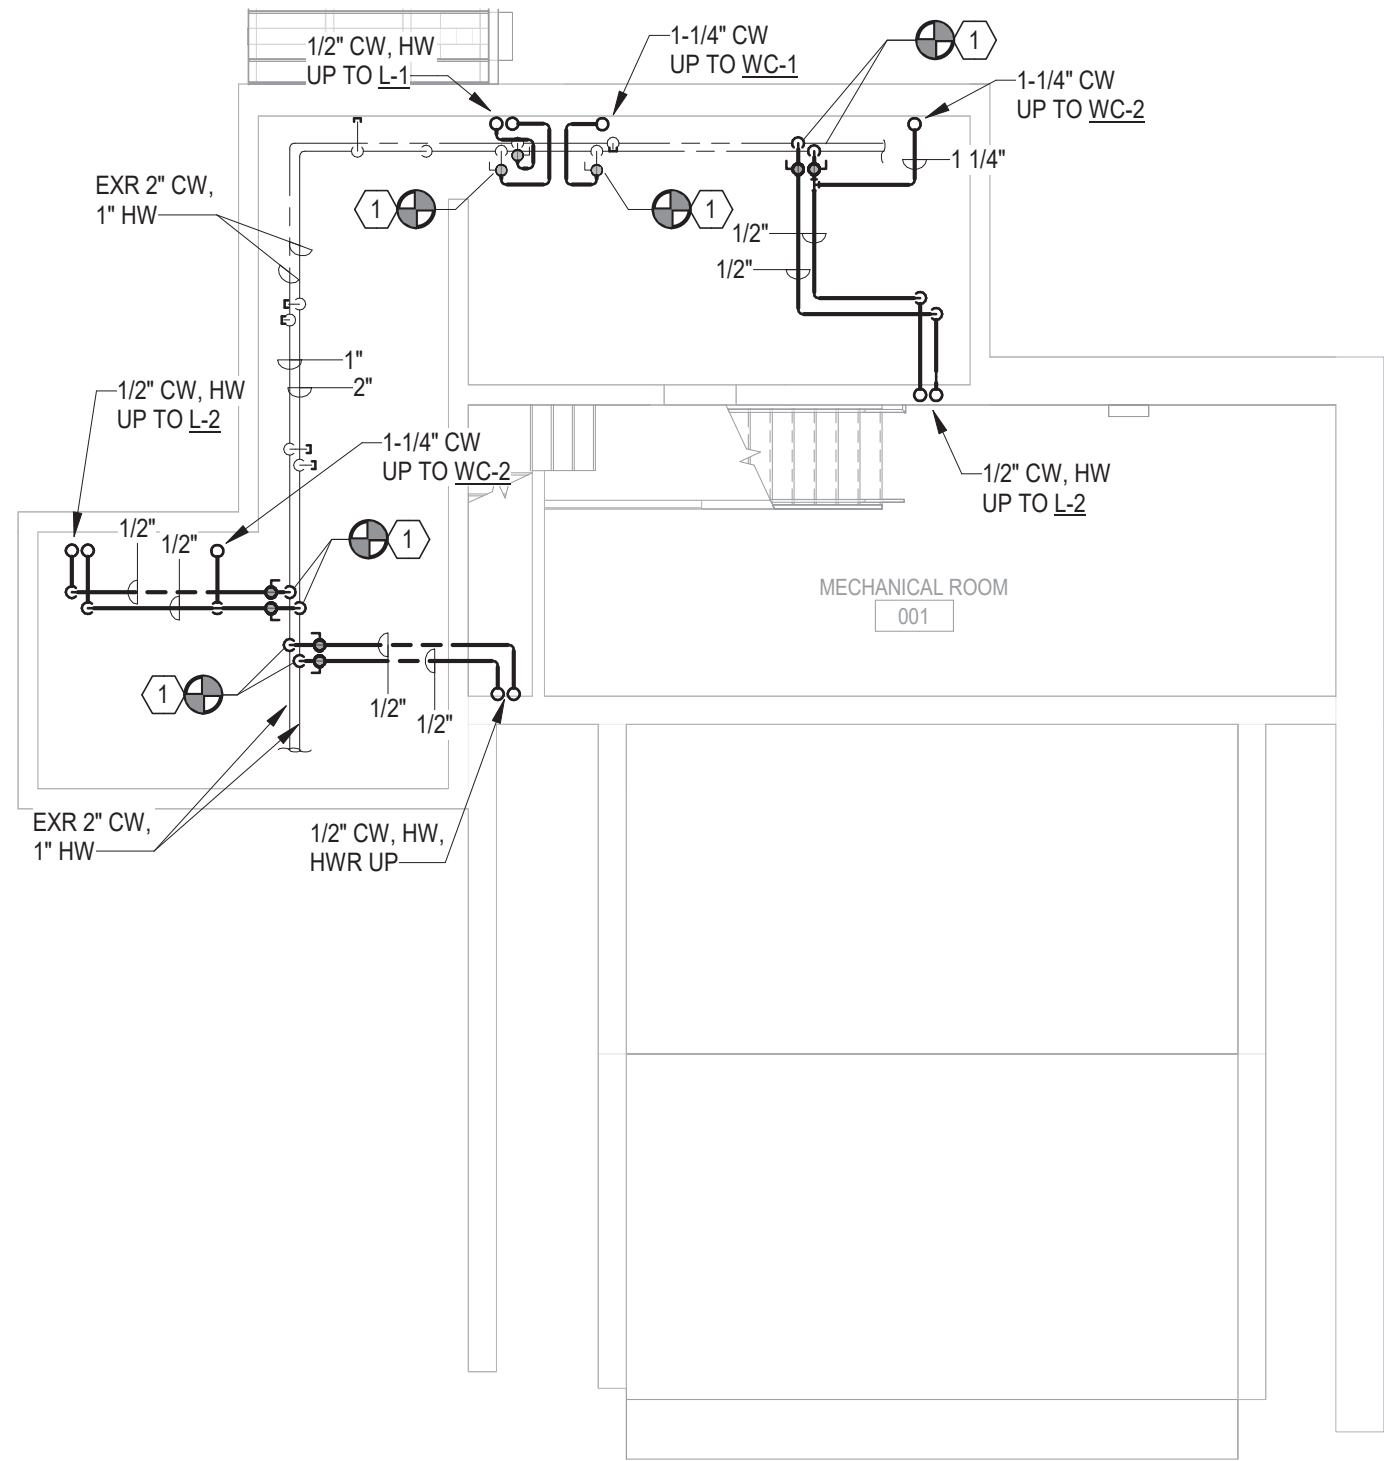 1/2" CW, HW
UP TO L-1
1-1/4" CW
UP TO WC-1
1
1-1/4" CW
UP TO WC-2
1 1/4"
EXR 2" CW,
1" HW
1
1
1/2"
1/2"
1"
2"
1/2" CW, HW
UP TO L-2
1-1/4" CW
UP TO WC-2
1/2" CW, HW
UP TO L-2
1/2"
1/2"
1
MECHANICAL ROOM
001
1
1/2"
1/2"
EXR 2" CW,
1" HW
1/2" CW, HW,
HWR UP